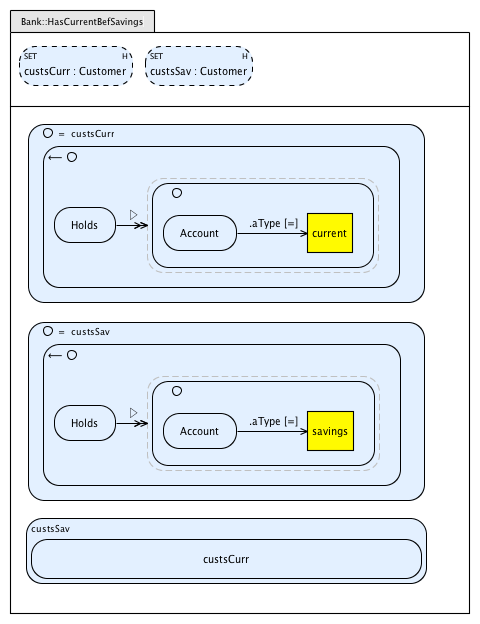 Bank::HasCurrentBefSavings
SET H
custsCurr : Customer
SET H
custsSav : Customer
= custsCurr
←
Holds
Account
.aType [=]
current
= custsSav
←
Holds
Account
.aType [=]
savings
custsSav
custsCurr